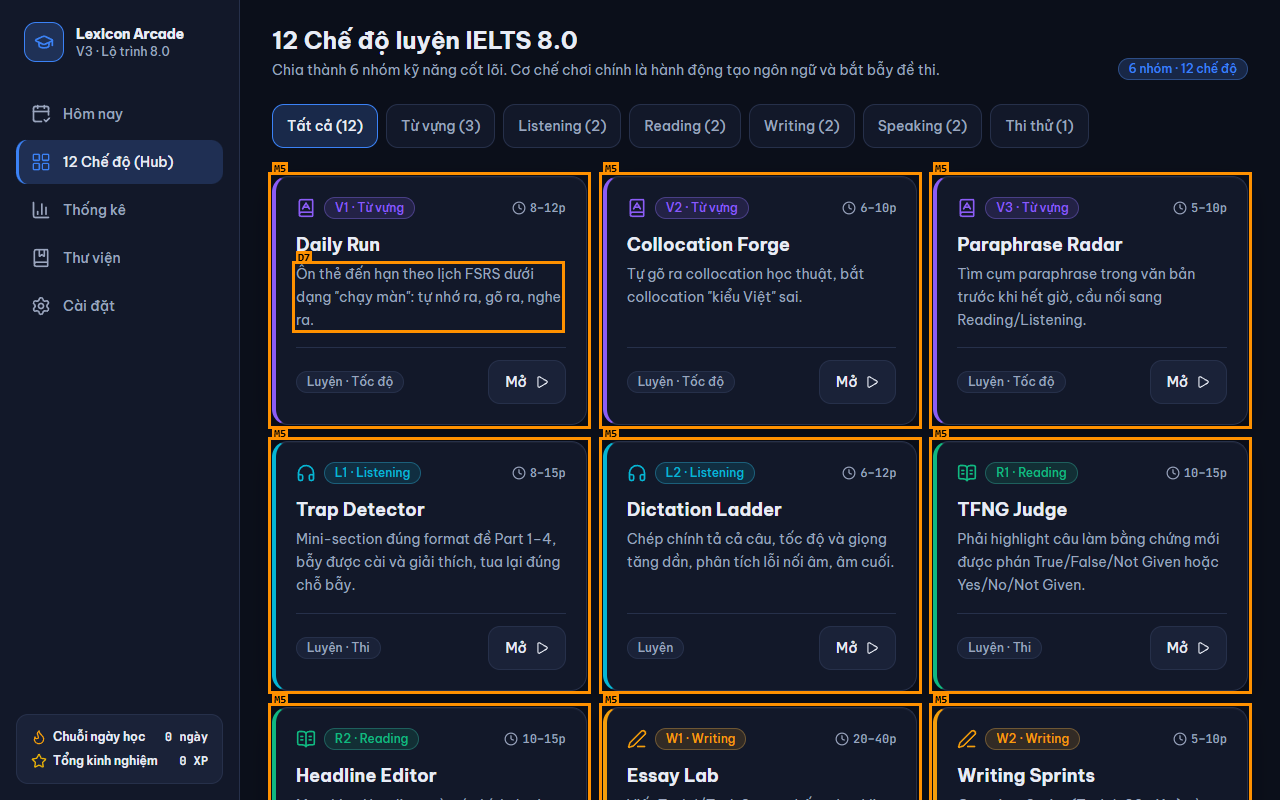 Lexicon Arcade
V3 · Lộ trình 8.0
Hôm nay
12 Chế độ (Hub)
Thống kê
Thư viện
Cài đặt
Chuỗi ngày học 0 ngày
Tổng kinh nghiệm 0 XP
12 Chế độ luyện IELTS 8.0
Chia thành 6 nhóm kỹ năng cốt lõi. Cơ chế chơi chính là hành động tạo ngôn ngữ và bắt bẫy đề thi.
6 nhóm · 12 chế độ
Tất cả (12) Từ vựng (3) Listening (2) Reading (2) Writing (2) Speaking (2) Thi thử (1)
M5
V1 · Từ vựng 8–12p
Daily Run
D7
Ôn thẻ đến hạn theo lịch FSRS dưới
dạng "chạy màn": tự nhớ ra, gõ ra, nghe
ra.
Luyện · Tốc độ Mở
M5
V2 · Từ vựng 6–10p
Collocation Forge
Tự gõ ra collocation học thuật, bắt
collocation "kiểu Việt" sai.
Luyện · Tốc độ Mở
M5
V3 · Từ vựng 5–10p
Paraphrase Radar
Tìm cụm paraphrase trong văn bản
trước khi hết giờ, cầu nối sang
Reading/Listening.
Luyện · Tốc độ Mở
M5
L1 · Listening 8–15p
Trap Detector
Mini-section đúng format đề Part 1–4,
bẫy được cài và giải thích, tua lại đúng
chỗ bẫy.
Luyện · Thi Mở
M5
L2 · Listening 6–12p
Dictation Ladder
Chép chính tả cả câu, tốc độ và giọng
tăng dần, phân tích lỗi nối âm, âm cuối.
Luyện Mở
M5
R1 · Reading 10–15p
TFNG Judge
Phải highlight câu làm bằng chứng mới
được phán True/False/Not Given hoặc
Yes/No/Not Given.
Luyện · Thi Mở
M5
R2 · Reading 10–15p
Headline Editor
M5
W1 · Writing 20–40p
Essay Lab
M5
W2 · Writing 5–10p
Writing Sprints